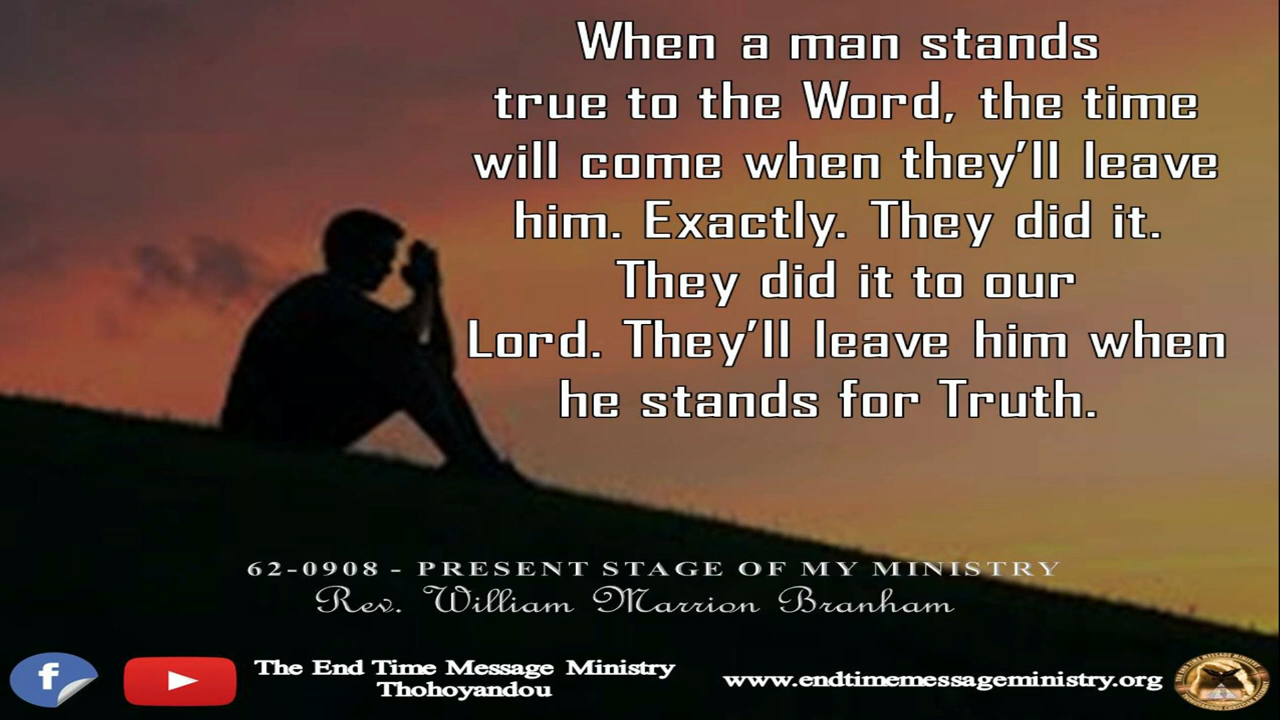 When a man stands
true to the Word, the time
will come when they’ll leave
him. Exactly. They did it.
They did it to our
Lord. They’ll leave him when
he stands for Truth.
62-0908 - PRESENT STAGE OF MY MINISTRY
Rev. William Marrion Branham
f
The End Time Message Ministry
Thohoyandou
www.endtimemessageministry.org